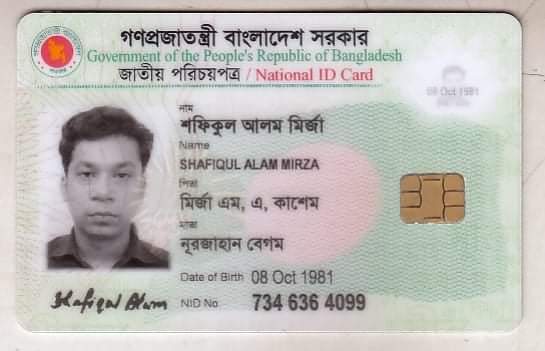 গণপ্রজাতন্ত্রী বাংলাদেশ সরকার
Government of the People's Republic of Bangladesh
জাতীয় পরিচয়পত্র / National ID Card
08 Oct 1981
নাম
শফিকুল আলম মির্জা
Name
SHAFIQUL ALAM MIRZA
পিতা
মির্জা এম, এ, কাশেম
মাতা
নূরজাহান বেগম
Date of Birth 08 Oct 1981
Shafiqul Alam NID No. 734 636 4099